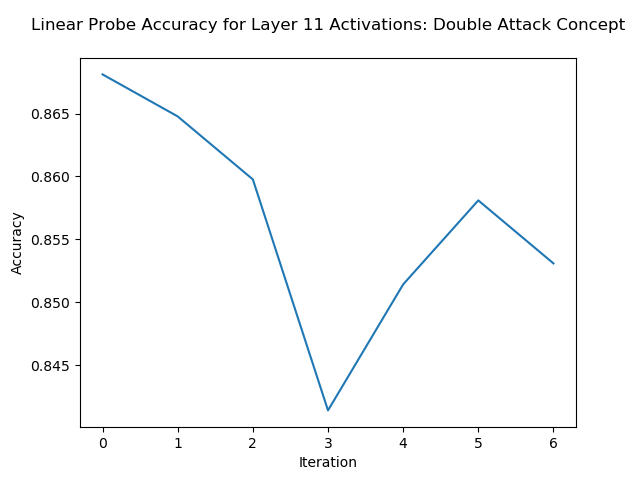 Linear Probe Accuracy for Layer 11 Activations: Double Attack Concept
0.865
0.860
0.855
0.850
0.845
Accuracy
0 1 2 3 4 5 6
Iteration